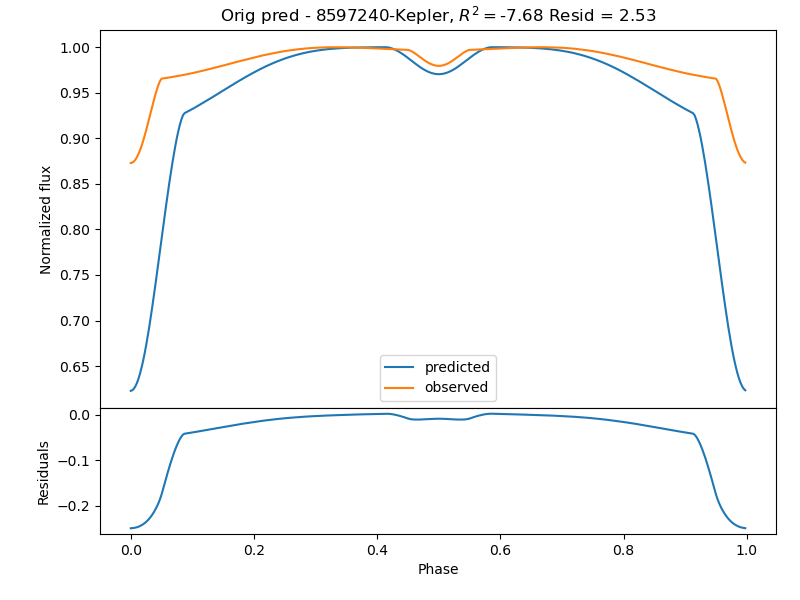 Orig pred - 8597240-Kepler, $R^2 = $-7.68 Resid = 2.53
1.00
0.95
0.90
0.85
0.80
0.75
0.70
0.65
Normalized flux
predicted
observed
0.0
−0.1
−0.2
Residuals
0.0 0.2 0.4 0.6 0.8 1.0
Phase